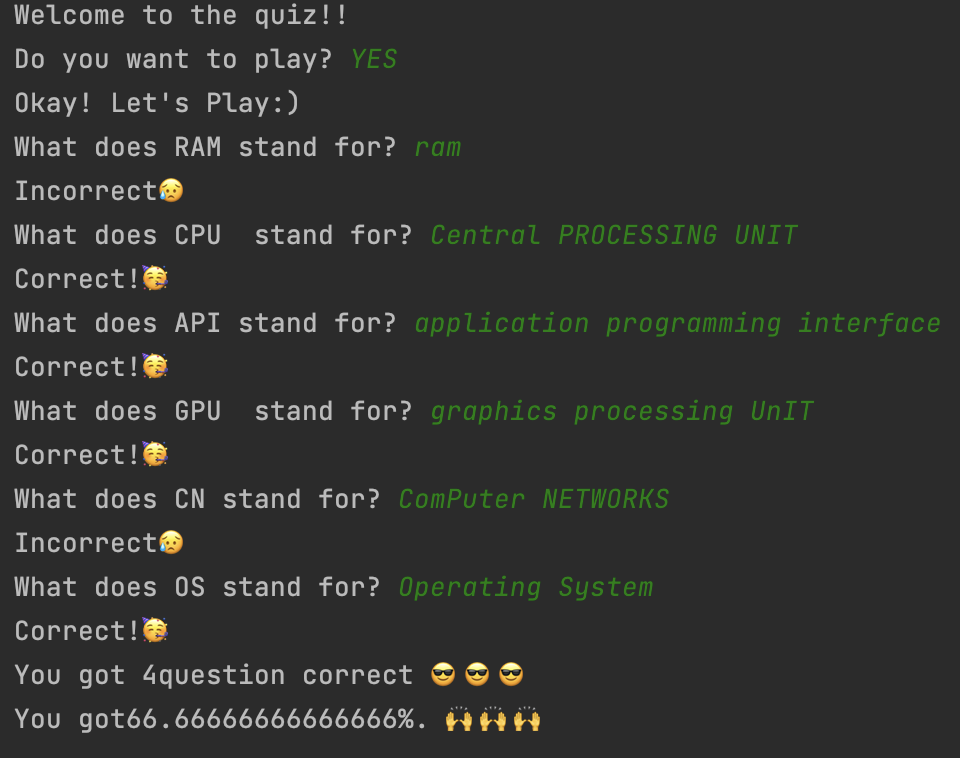 Welcome to the quiz!!
Do you want to play? YES
Okay! Let's Play:)
What does RAM stand for? ram
Incorrect😥
What does CPU  stand for? Central PROCESSING UNIT
Correct!🥳
What does API stand for? application programming interface
Correct!🥳
What does GPU  stand for? graphics processing UnIT
Correct!🥳
What does CN stand for? ComPuter NETWORKS
Incorrect😥
What does OS stand for? Operating System
Correct!🥳
You got 4question correct 😎😎😎
You got66.66666666666666%. 🙌🙌🙌